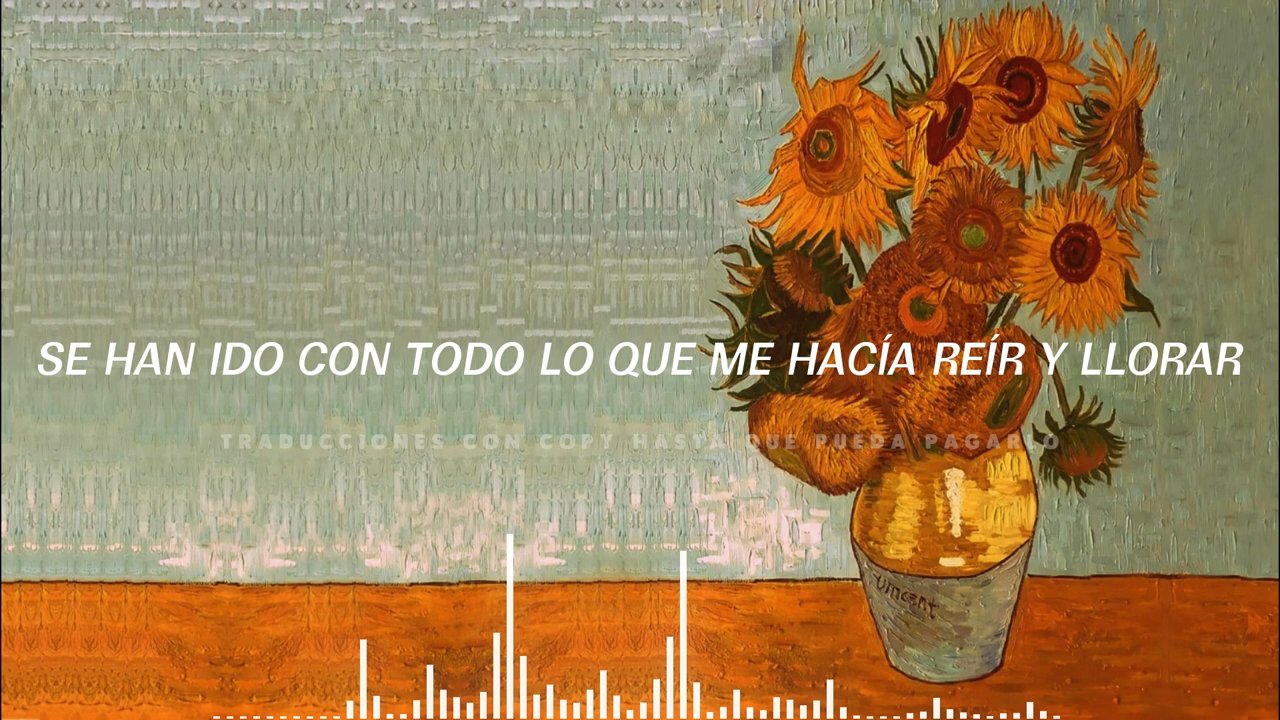 SE HAN IDO CON TODO LO QUE ME HACÍA REÍR Y LLORAR
TRADUCCIONES CON COPY HASTA QUE PUEDA PAGARLO
Vincent